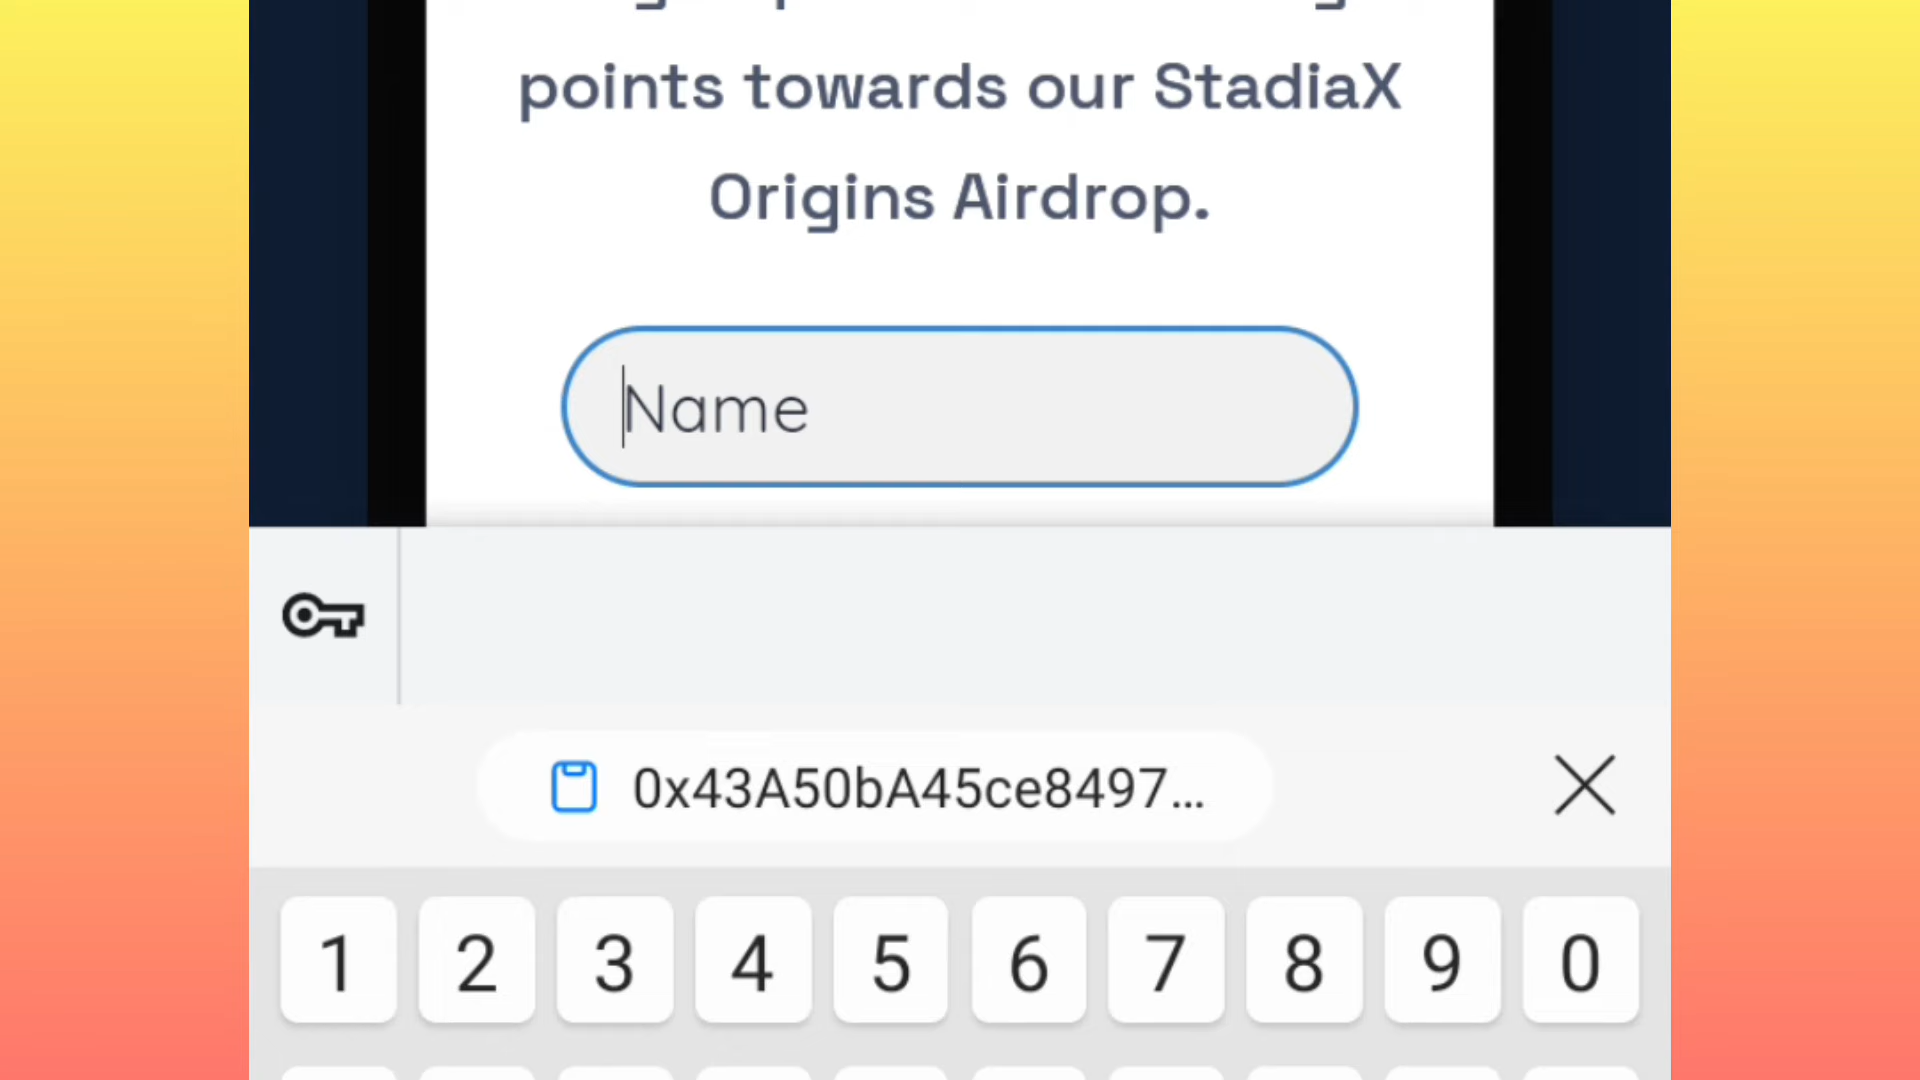 points towards our StadiaX
Origins Airdrop.
Name
0x43A50bA45ce8497...
1 2 3 4 5 6 7 8 9 0